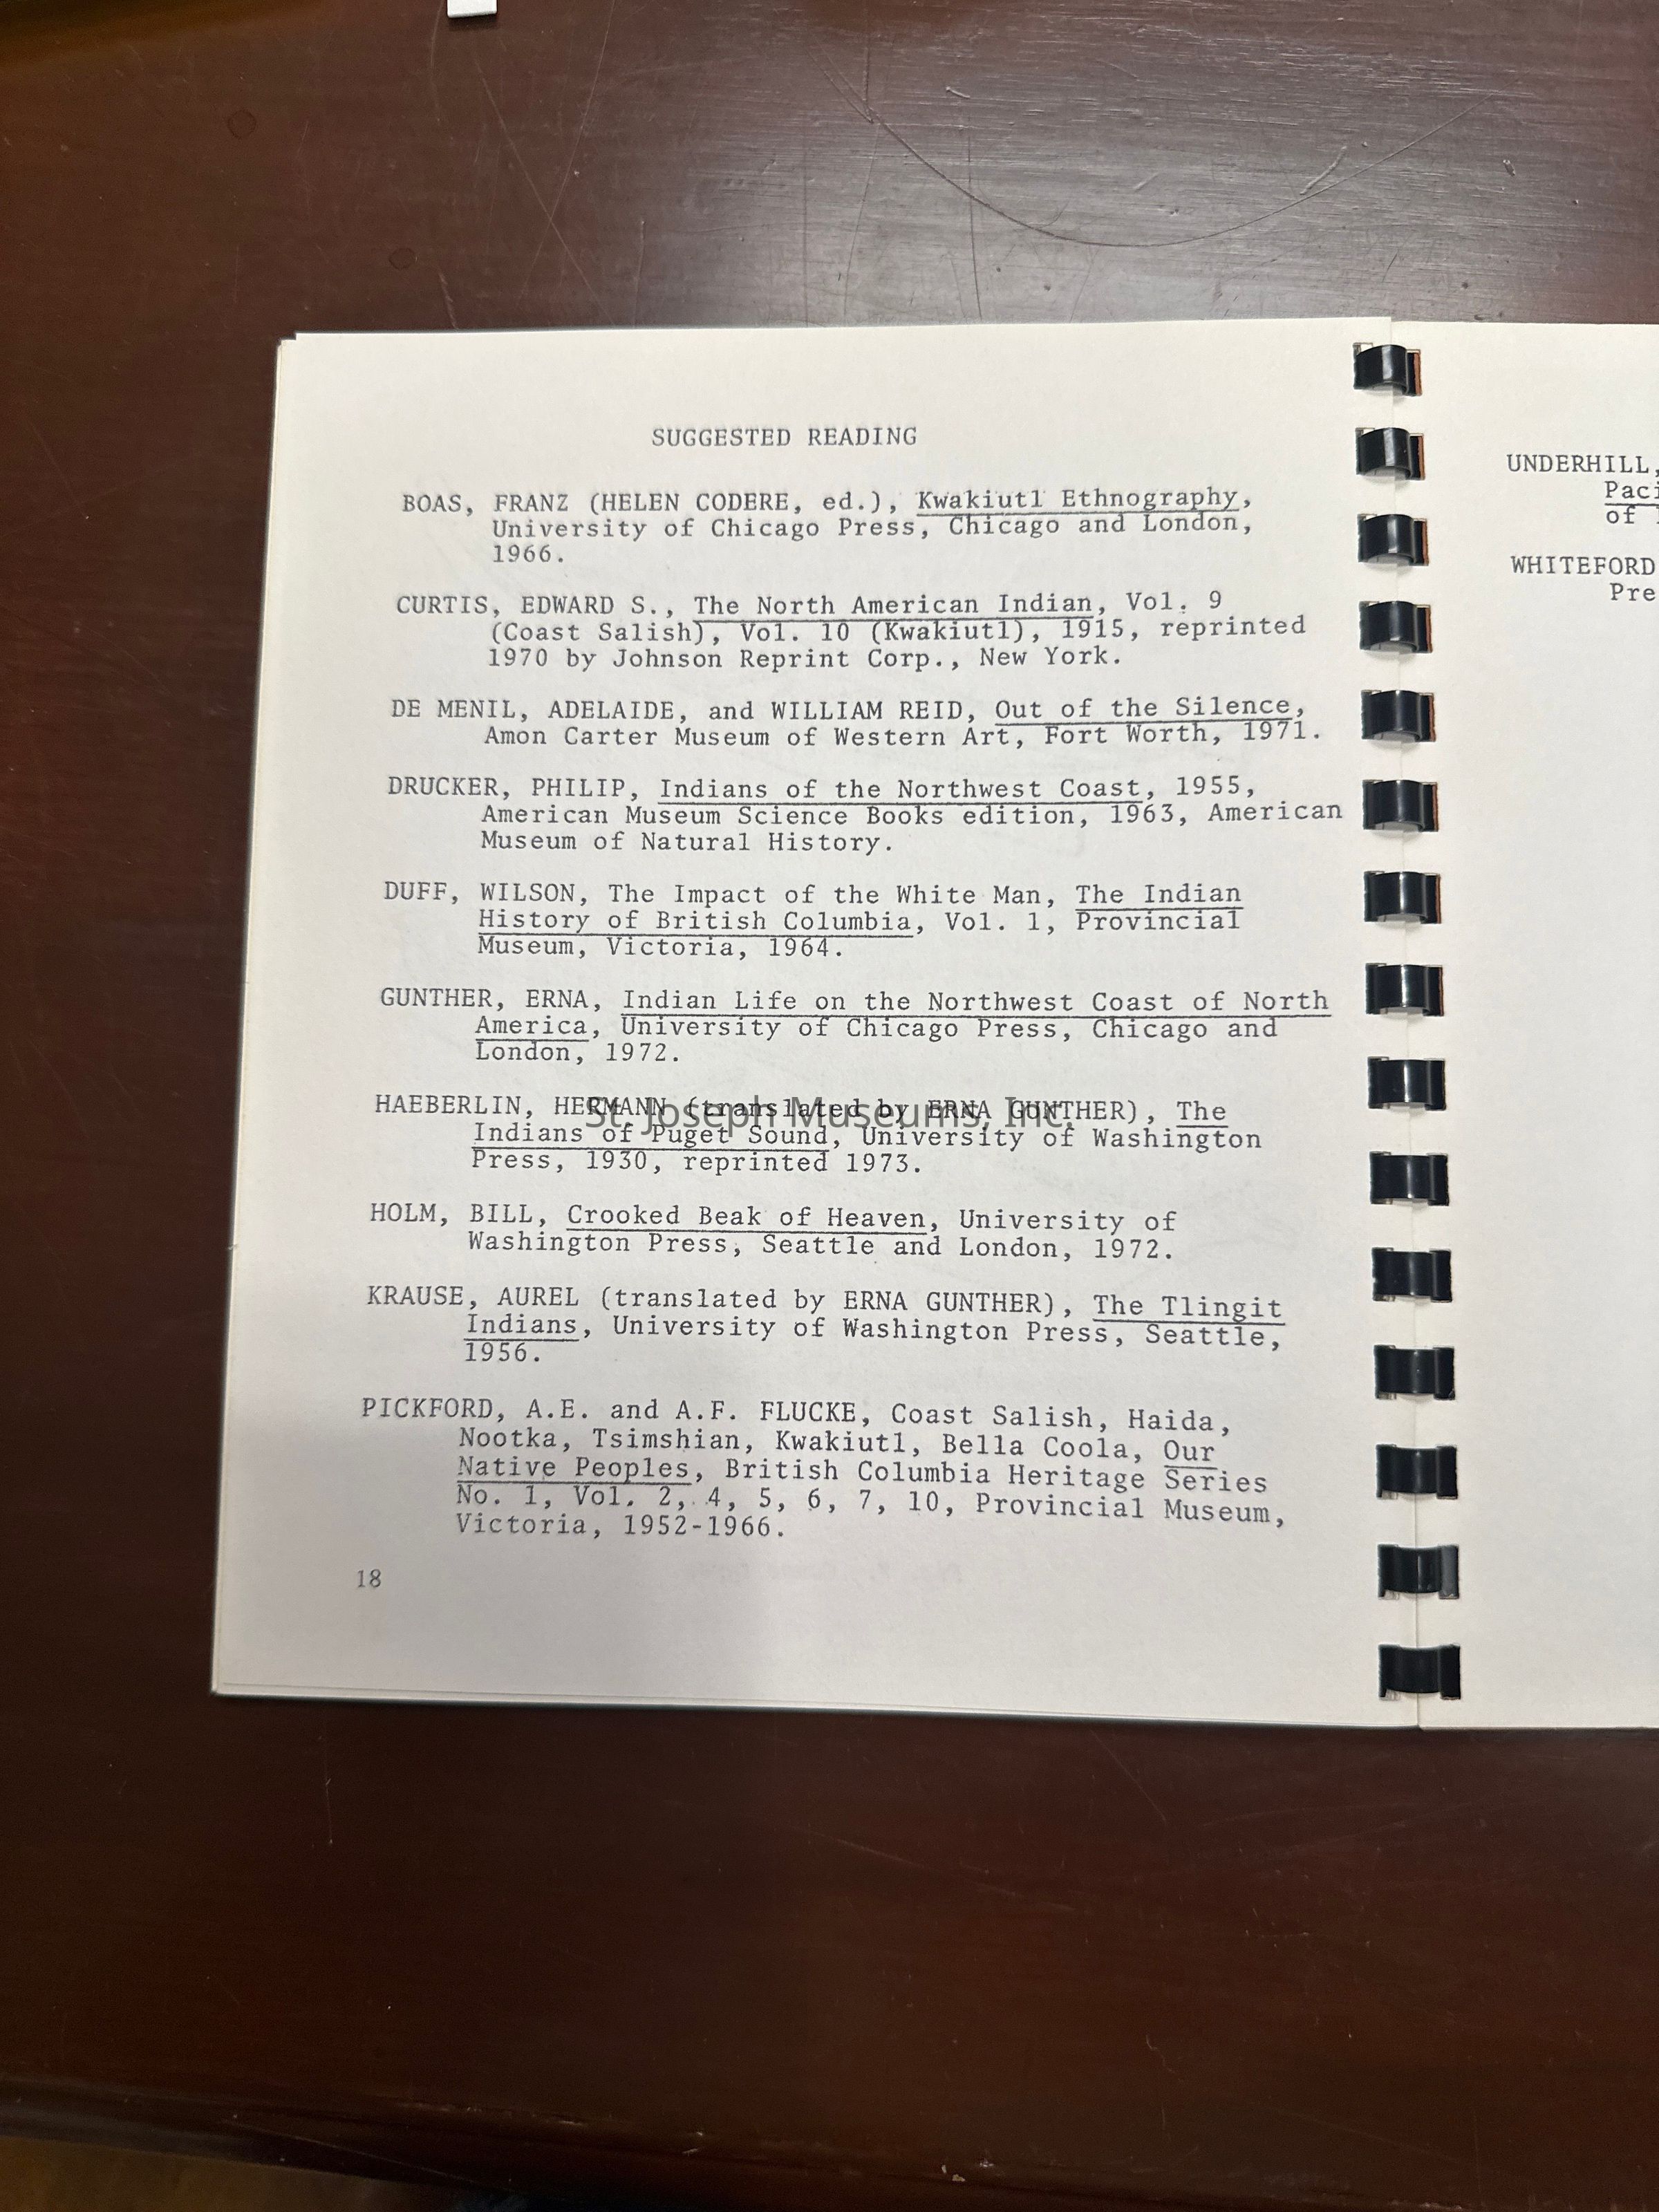 SUGGESTED READING
BOAS, FRANZ (HELEN CODERE, ed.), Kwakiutl Ethnography,
University of Chicago Press, Chicago and London,
1966.
CURTIS, EDWARD S., The North American Indian, Vol. 9
(Coast Salish), Vol. 10 (Kwakiutl), 1915, reprinted
1970 by Johnson Reprint Corp., New York.
DE MENIL, ADELAIDE, and WILLIAM REID, Out of the Silence,
Amon Carter Museum of Western Art, Fort Worth, 1971.
DRUCKER, PHILIP, Indians of the Northwest Coast, 1955,
American Museum Science Books edition, 1963, American
Museum of Natural History.
DUFF, WILSON, The Impact of the White Man, The Indian
History of British Columbia, Vol. 1, Provincial
Museum, Victoria, 1964.
GUNTHER, ERNA, Indian Life on the Northwest Coast of North
America, University of Chicago Press, Chicago and
London, 1972.
HAEBERLIN, HERMANN (translated by ERNA GUNTHER), The
Indians of Puget Sound, University of Washington
Press, 1930, reprinted 1973.
St. Joseph Museums, Inc.
HOLM, BILL, Crooked Beak of Heaven, University of
Washington Press, Seattle and London, 1972.
KRAUSE, AUREL (translated by ERNA GUNTHER), The Tlingit
Indians, University of Washington Press, Seattle,
1956.
PICKFORD, A.E. and A.F. FLUCKE, Coast Salish, Haida,
Nootka, Tsimshian, Kwakiutl, Bella Coola, Our
Native Peoples, British Columbia Heritage Series
No. 1, Vol. 2, 4, 5, 6, 7, 10, Provincial Museum,
Victoria, 1952-1966.
18
UNDERHILL,
Paci
of
WHITEFORD
Pre